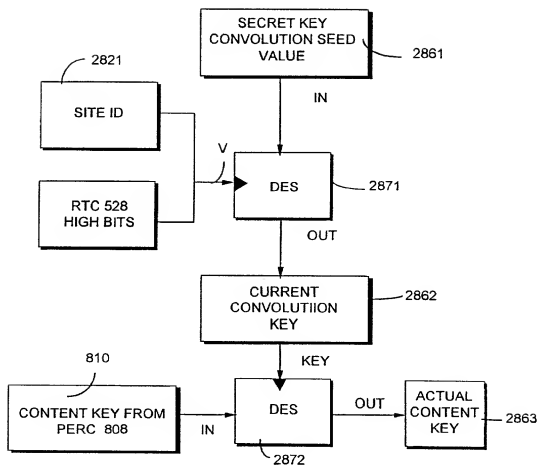 SECRET KEY
CONVOLUTION SEED
VALUE
2861
2821
IN
SITE ID
V
DES
2871
RTC 528
HIGH BITS
OUT
CURRENT
CONVOLUTIION
KEY
2862
KEY
810
CONTENT KEY FROM
PERC 808
IN
DES
OUT
ACTUAL
CONTENT
KEY
2863
2872